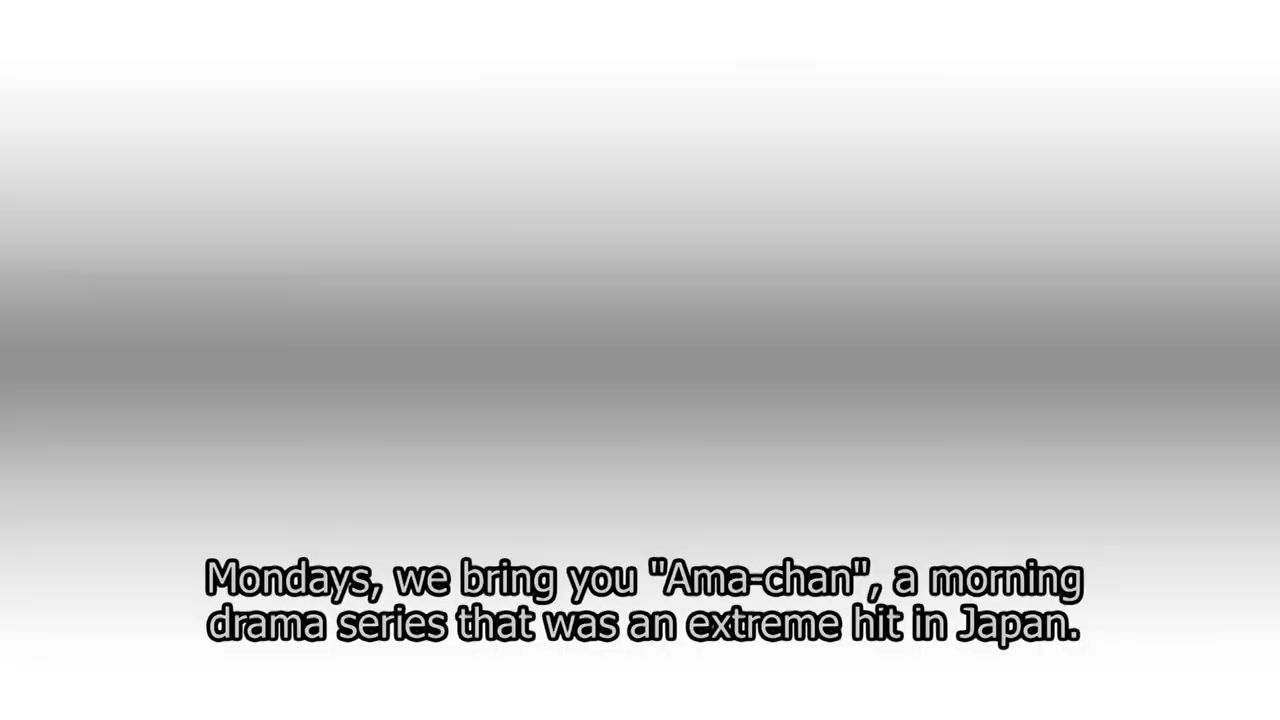 Mondays, we bring you "Ama-chan", a morning
drama series that was an extreme hit in Japan.